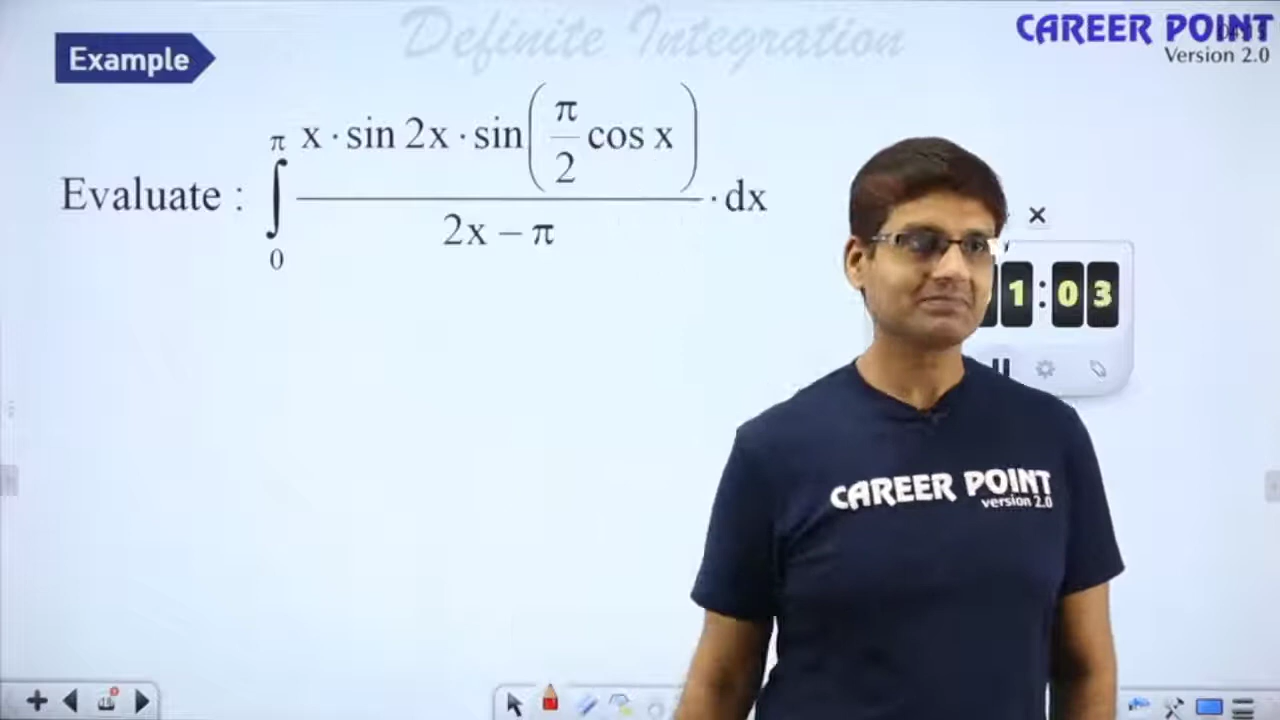 Definite Integration
CAREER POINT
Version 2.0
Example
Evaluate : ∫₀^π (x · sin 2x · sin(π/2 cos x)) / (2x − π) · dx
1:03
CAREER POINT
version 2.0